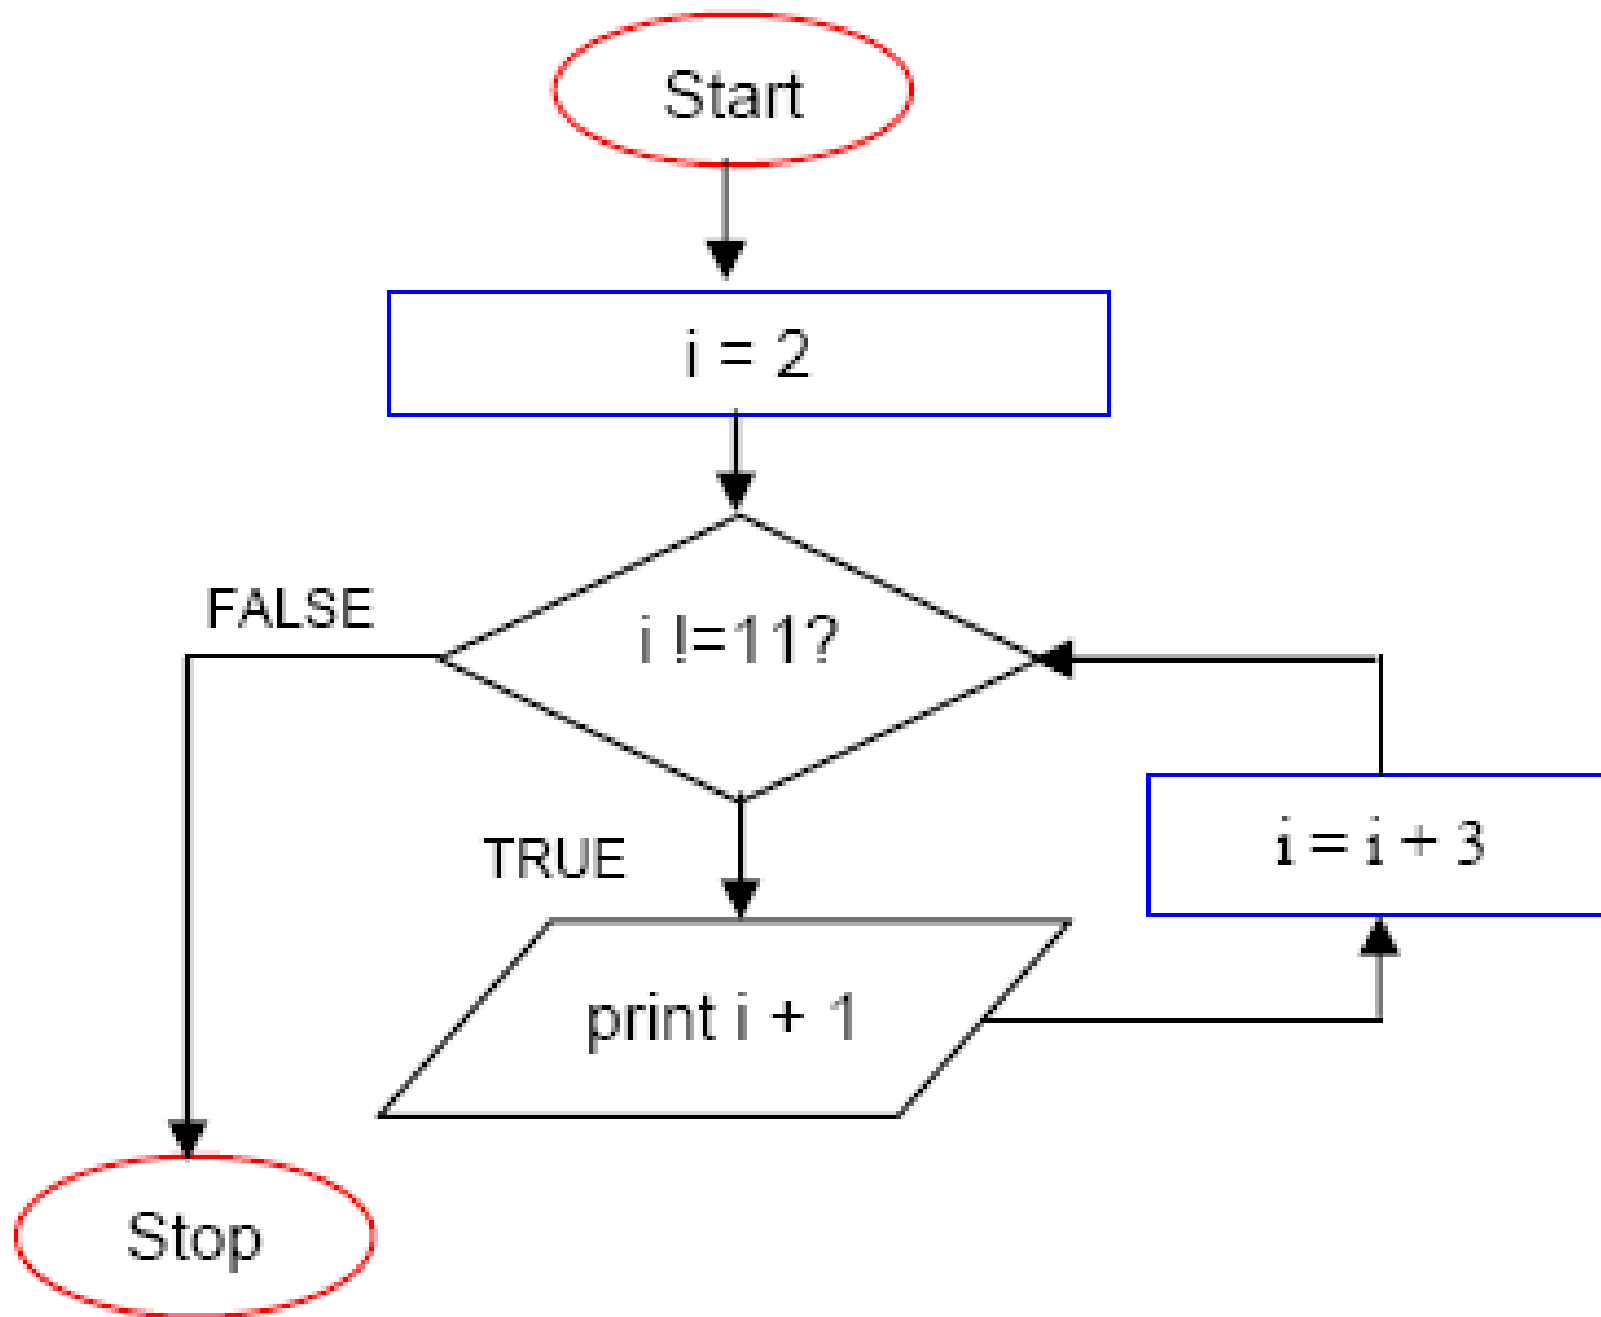 Start
i = 2
i !=11?
FALSE
TRUE
i = i + 3
print i + 1
Stop